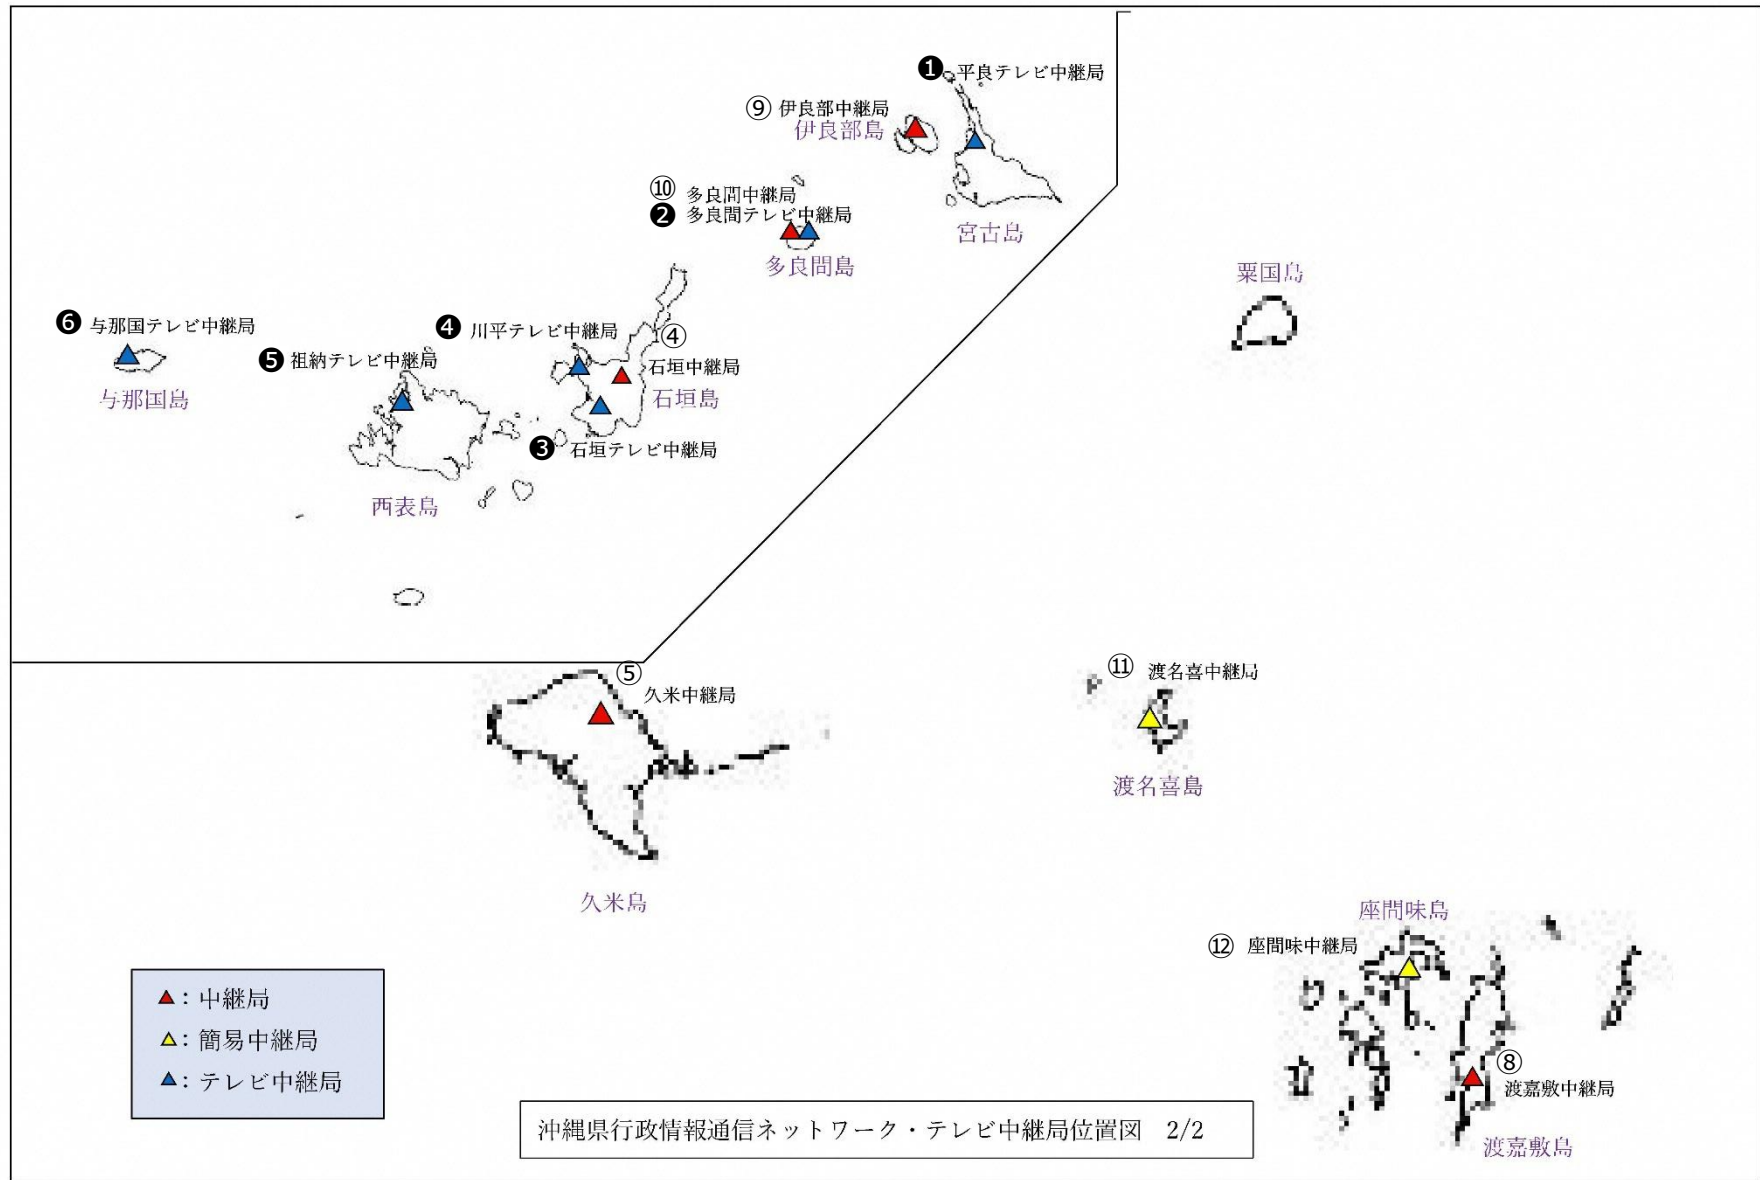 ❶平良テレビ中継局
⑨ 伊良部中継局
伊良部島
⑩ 多良間中継局
❷ 多良間テレビ中継局
宮古島
多良間島
粟国島
❻ 与那国テレビ中継局
❹ 川平テレビ中継局
④
❺ 祖納テレビ中継局
石垣中継局
与那国島
石垣島
❸ 石垣テレビ中継局
西表島
⑤
久米中継局
⑪ 渡名喜中継局
渡名喜島
久米島
座間味島
⑫ 座間味中継局
▲：中継局
△：簡易中継局
▲：テレビ中継局
⑧
渡嘉敷中継局
沖縄県行政情報通信ネットワーク・テレビ中継局位置図　2/2
渡嘉敷島